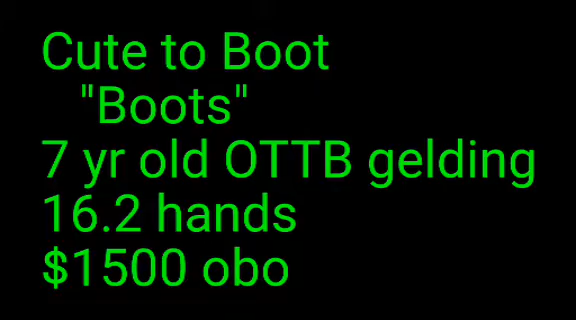 Cute to Boot
"Boots"
7 yr old OTTB gelding
16.2 hands
$1500 obo